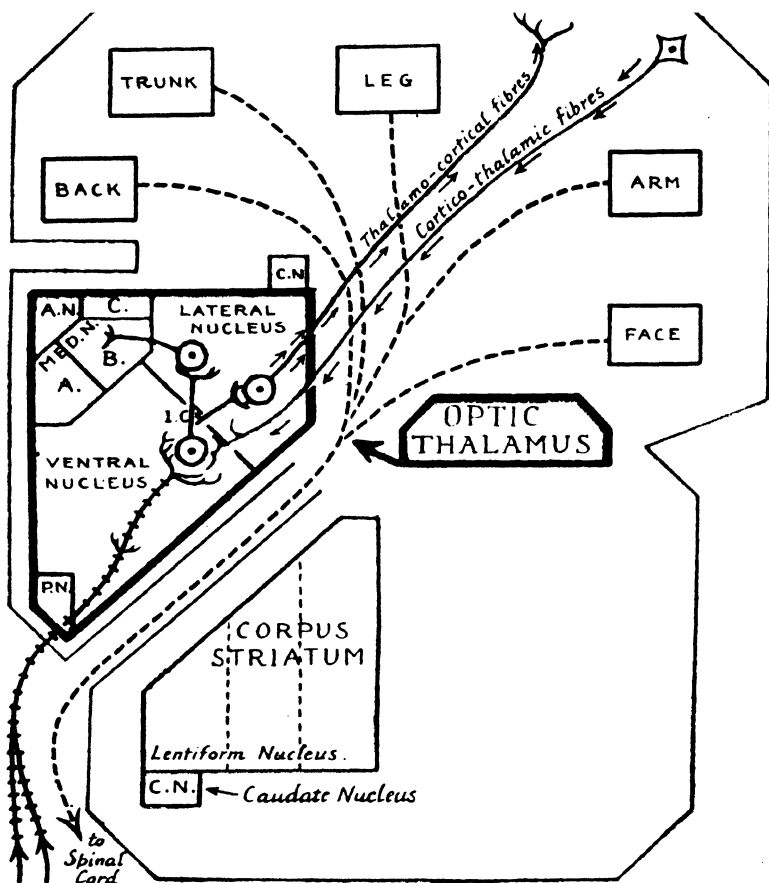 TRUNK
LEG
Thalamo-cortical fibres
Cortico-thalamic fibres
BACK
ARM
C.N.
A.N.
C.
LATERAL
NUCLEUS
MED.N.
B.
A.
FACE
I.C
OPTIC
THALAMUS
VENTRAL
NUCLEUS
P.N.
CORPUS
STRIATUM
Lentiform Nucleus.
C.N.
Caudate Nucleus
to
Spinal
Cord